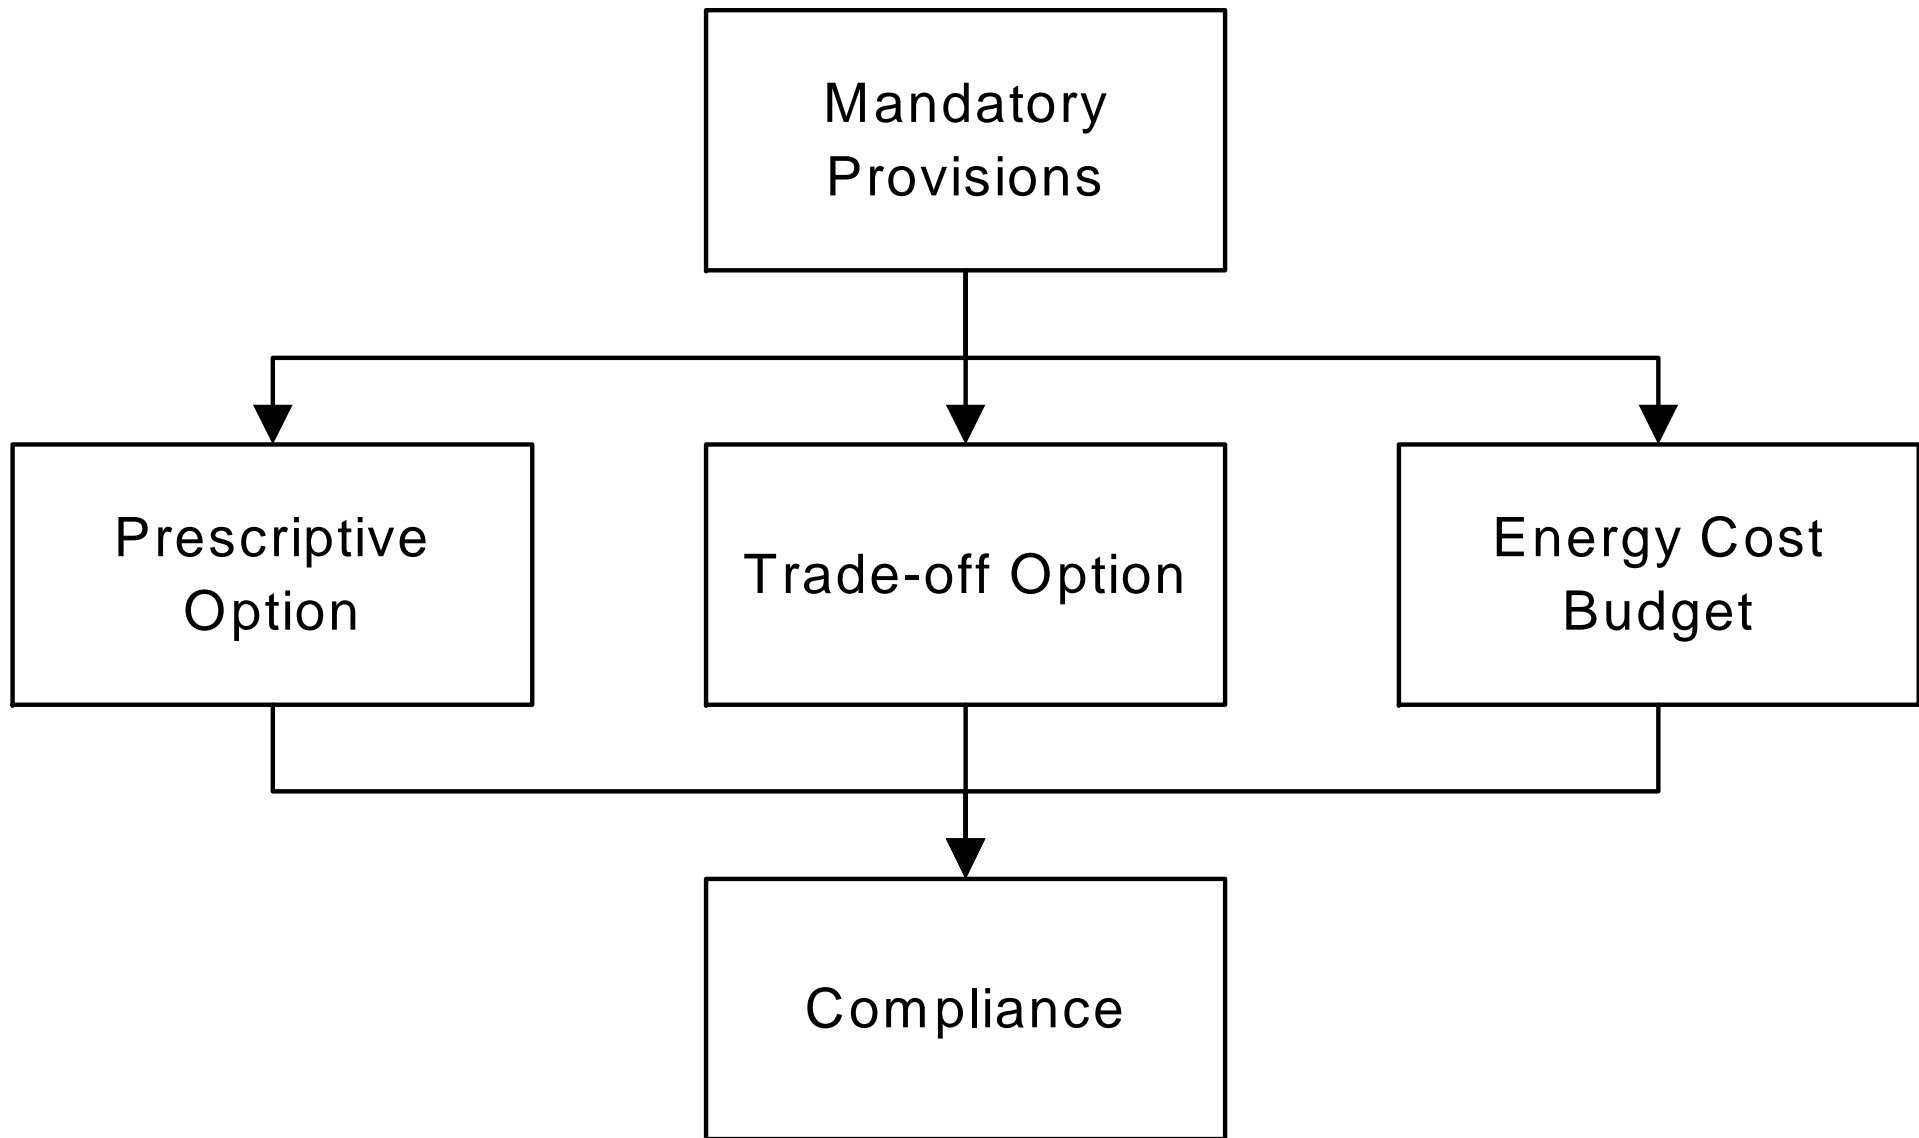 Mandatory
Provisions
Prescriptive
Option
Trade-off Option
Energy Cost
Budget
Compliance